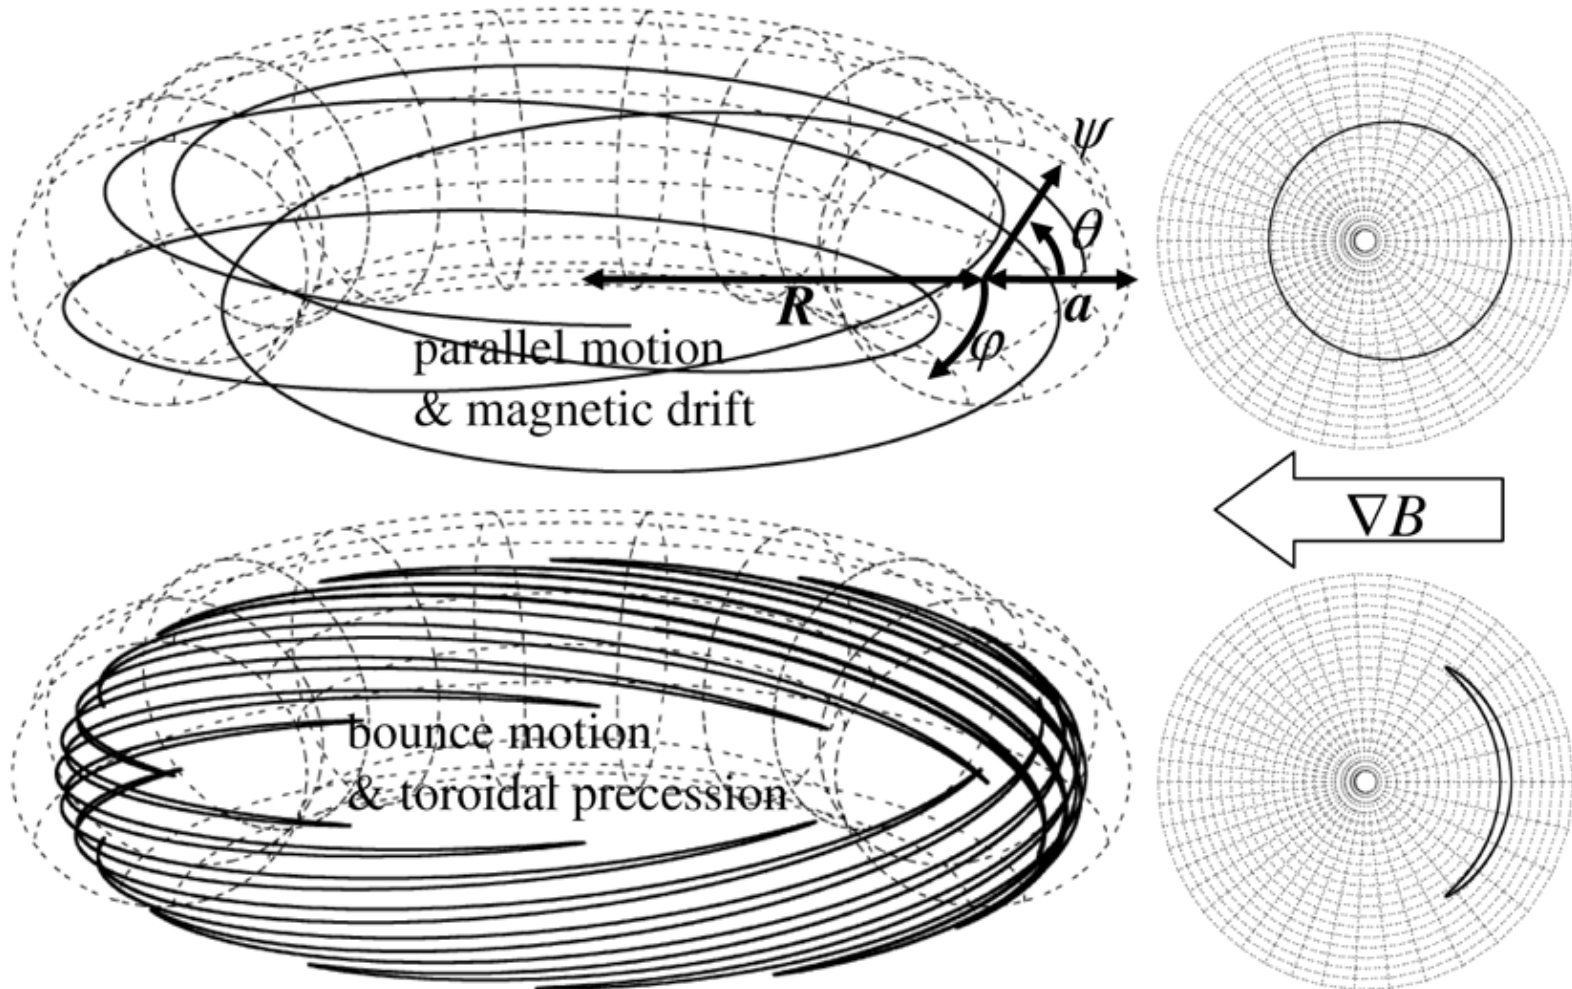 ψ
θ
R
a
φ
parallel motion
& magnetic drift
∇B
bounce motion
& toroidal precession